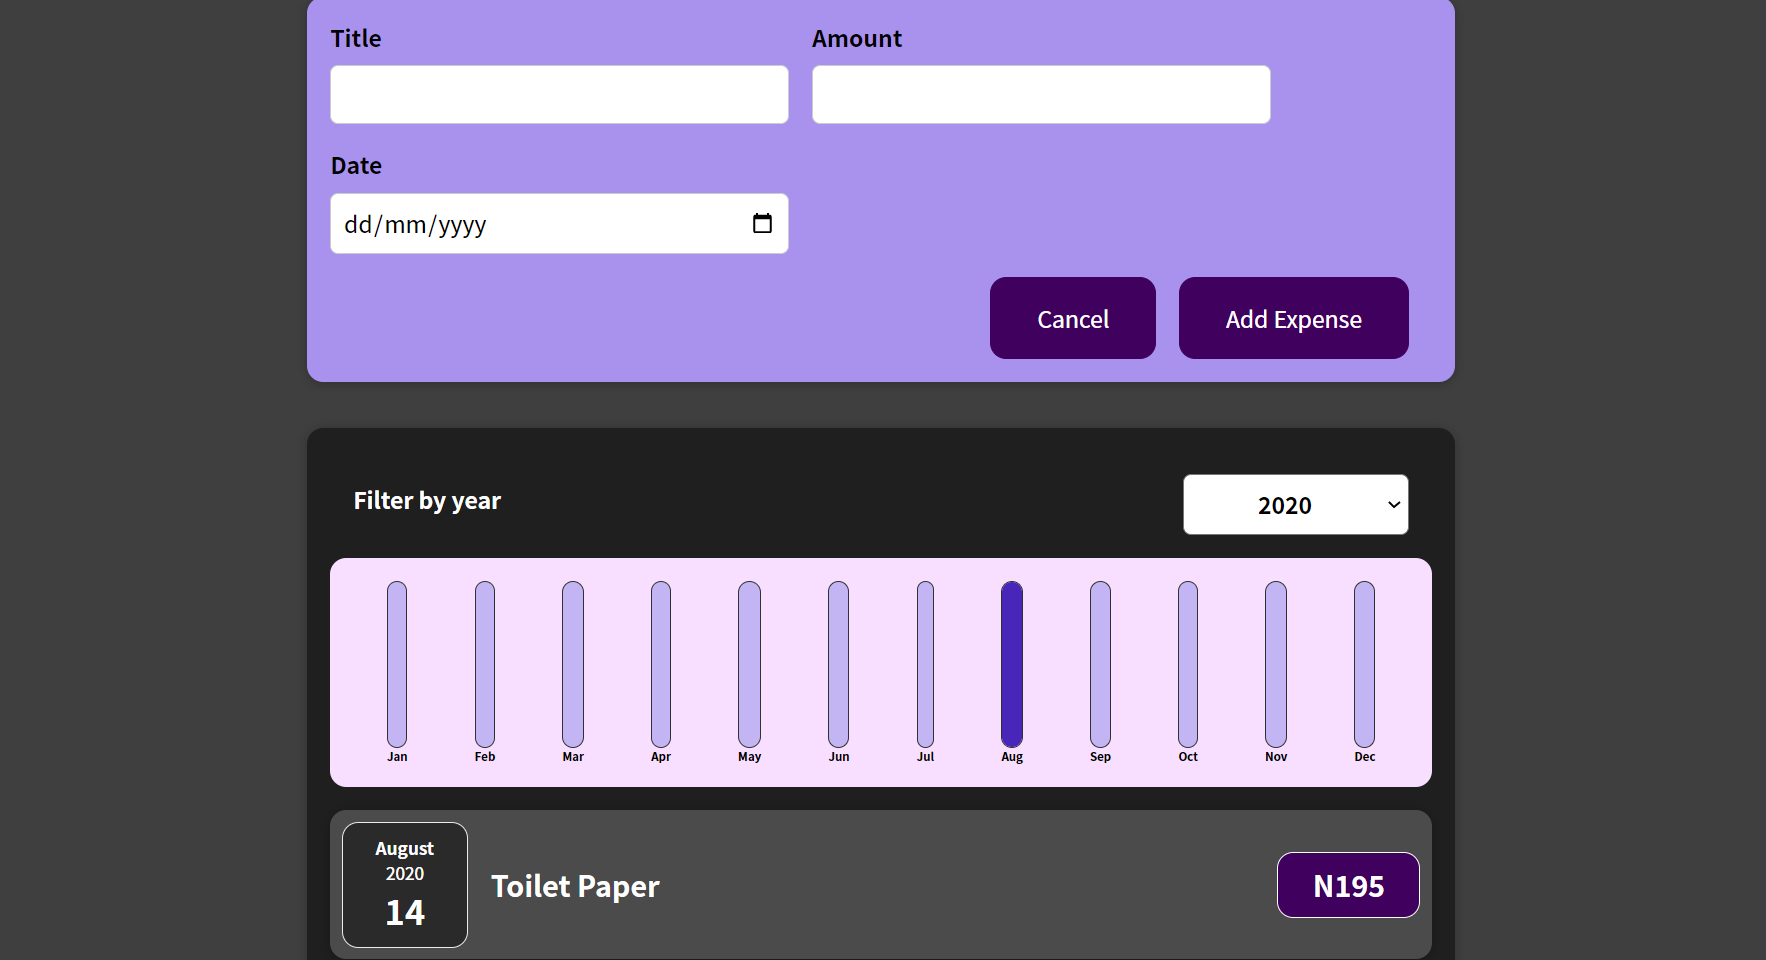 Title Amount
Date
dd/mm/yyyy
Cancel Add Expense
Filter by year 2020
Jan Feb Mar Apr May Jun Jul Aug Sep Oct Nov Dec
August
2020
14
Toilet Paper
N195